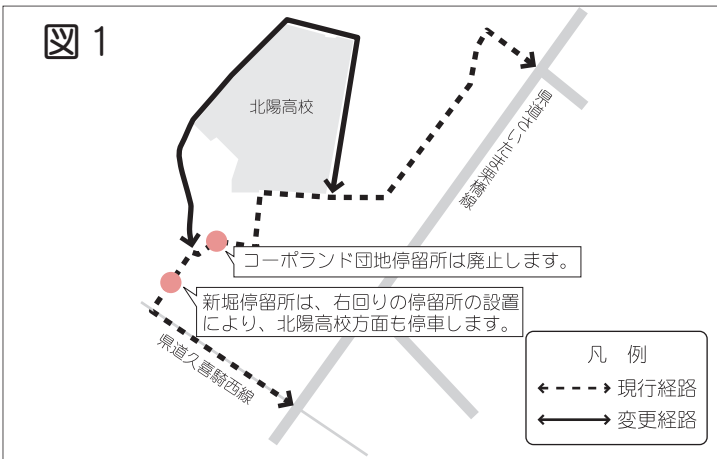 図1
北陽高校
県道さいたま栗橋線
コーポランド団地停留所は廃止します。
新堀停留所は、右回りの停留所の設置
により、北陽高校方面も停車します。
県道久喜騎西線
凡 例
現行経路
変更経路